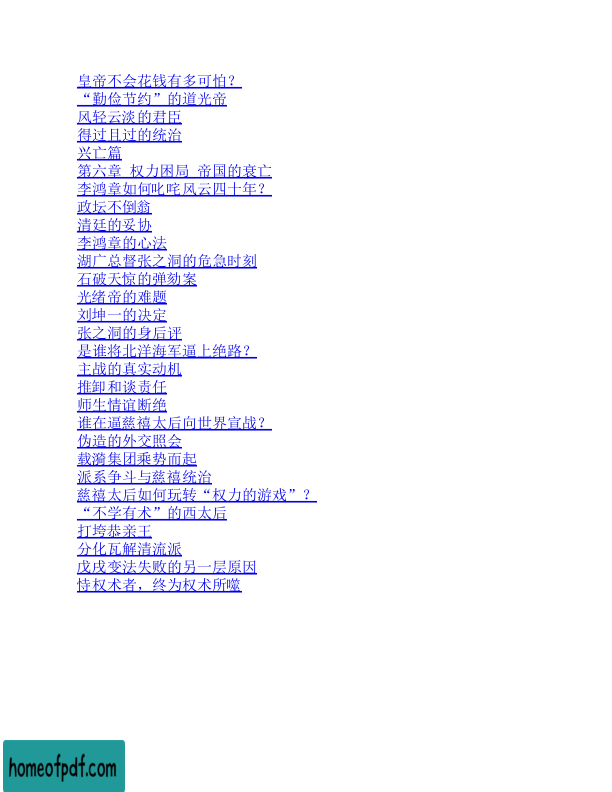 皇帝不会花钱有多可怕？
“勤俭节约”的道光帝
风轻云淡的君臣
得过且过的统治
兴亡篇
第六章 权力困局 帝国的衰亡
李鸿章如何叱咤风云四十年？
政坛不倒翁
清廷的妥协
李鸿章的心法
湖广总督张之洞的危急时刻
石破天惊的弹劾案
光绪帝的难题
刘坤一的决定
张之洞的身后评
是谁将北洋海军逼上绝路？
主战的真实动机
推卸和谈责任
师生情谊断绝
谁在逼慈禧太后向世界宣战？
伪造的外交照会
载漪集团乘势而起
派系争斗与慈禧统治
慈禧太后如何玩转“权力的游戏”？
“不学有术”的西太后
打垮恭亲王
分化瓦解清流派
戊戌变法失败的另一层原因
恃权术者，终为权术所噬
homeofpdf.com